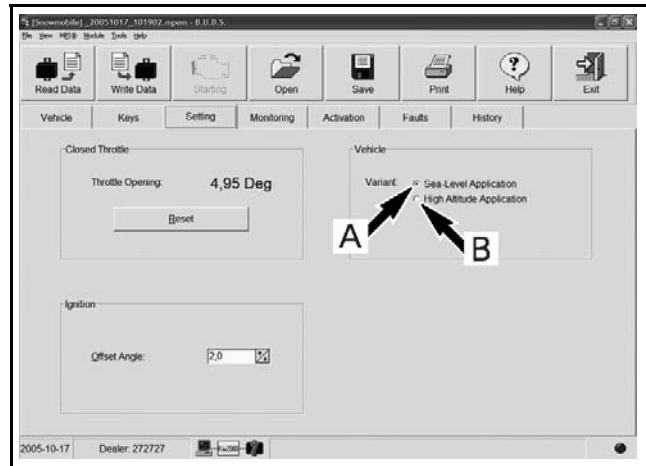 [Snowmobile] _20051017_101902.mpem - B.U.D.S.
File View MPEM Module Tools Help
Read Data Write Data Starting Open Save Print Help Exit
Vehicle Keys Setting Monitoring Activation Faults History
Closed Throttle
Throttle Opening: 4,95 Deg
Reset
Vehicle
Variant: Sea-Level Application
High Altitude Application
A
B
Ignition
Offset Angle: 2,0
2005-10-17 Dealer: 272727 Kw2000